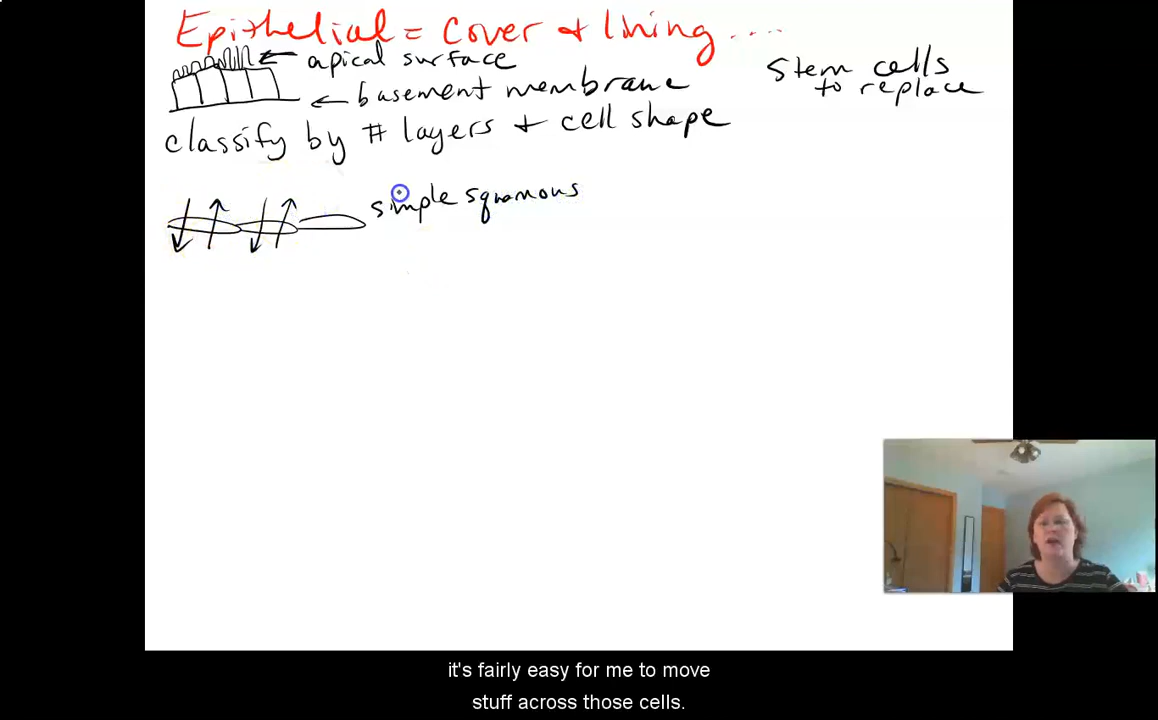 Epithelial = Cover + lining....
← apical surface
← basement membrane
Stem cells
to replace
classify by # layers + cell shape
simple squamous
it's fairly easy for me to move
stuff across those cells.